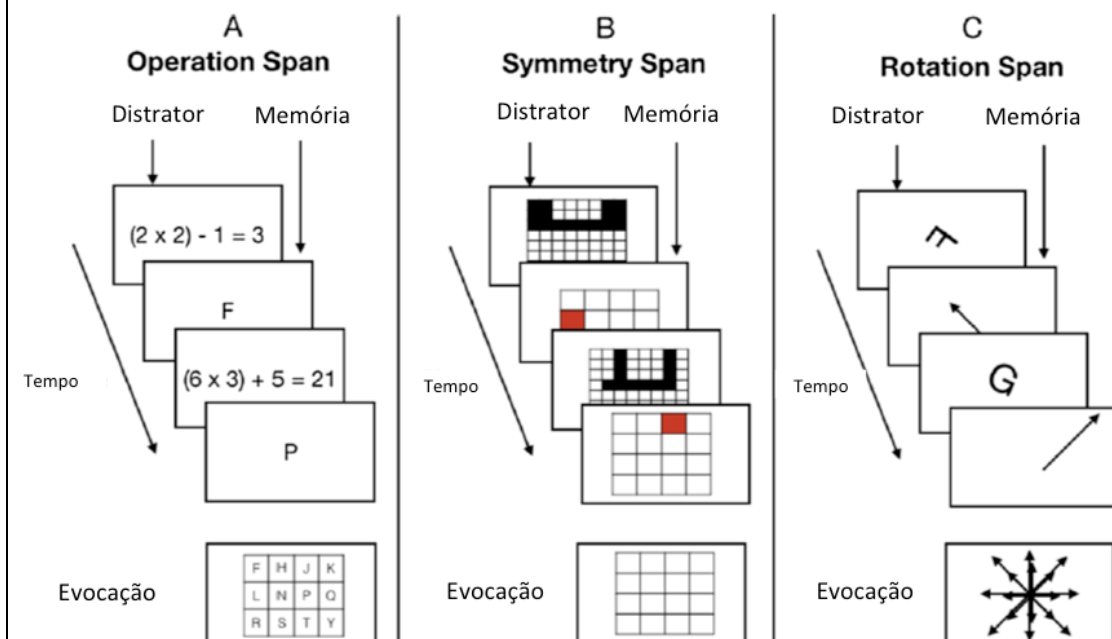 A
Operation Span
Distrator Memória
(2 x 2) - 1 = 3
F
(6 x 3) + 5 = 21
P
Tempo
Evocação
F H J K
L N P Q
R S T Y
B
Symmetry Span
Distrator Memória
Tempo
Evocação
C
Rotation Span
Distrator Memória
F
G
Tempo
Evocação